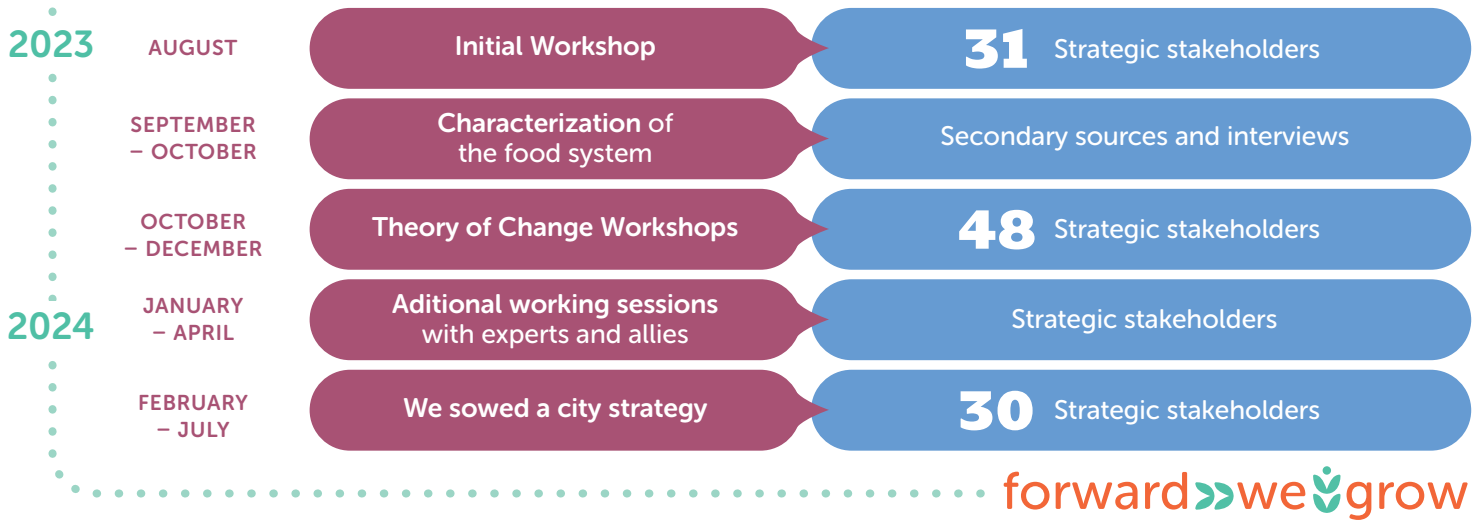 2023
AUGUST
Initial Workshop
31 Strategic stakeholders
SEPTEMBER
– OCTOBER
Characterization of
the food system
Secondary sources and interviews
OCTOBER
– DECEMBER
Theory of Change Workshops
48 Strategic stakeholders
2024
JANUARY
– APRIL
Aditional working sessions
with experts and allies
Strategic stakeholders
FEBRUARY
– JULY
We sowed a city strategy
30 Strategic stakeholders
forward we grow